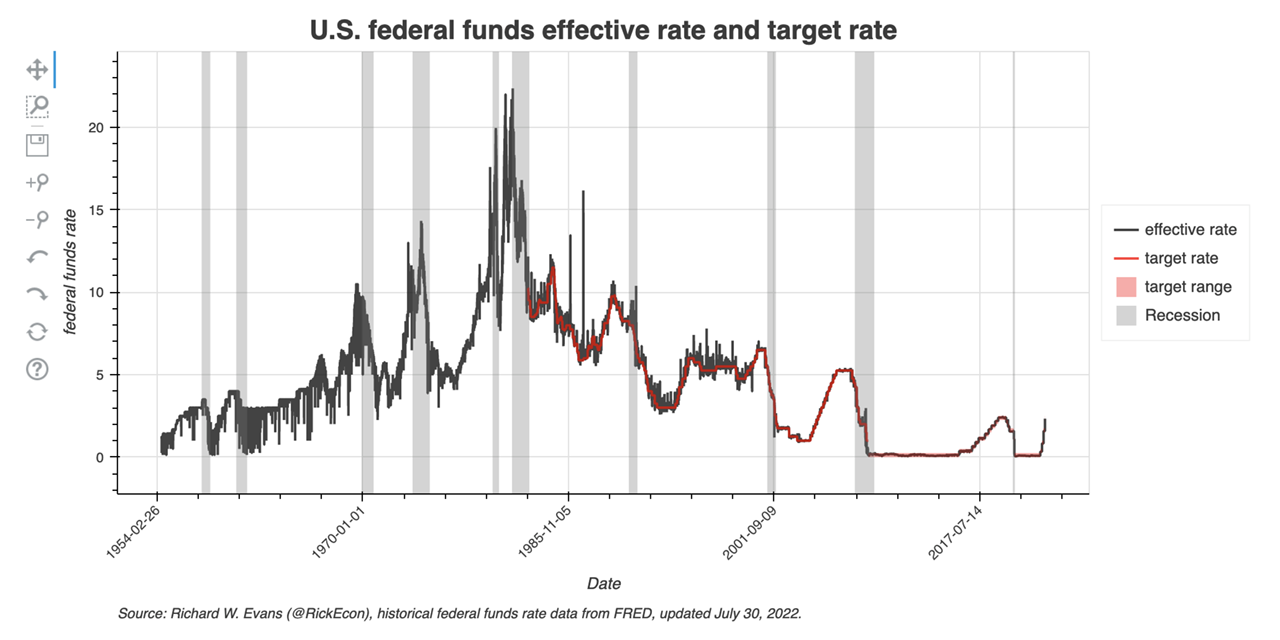 U.S. federal funds effective rate and target rate
federal funds rate
20
15
10
5
0
1954-02-26
1970-01-01
1985-11-05
2001-09-09
2017-07-14
Date
effective rate
target rate
target range
Recession
Source: Richard W. Evans (@RickEcon), historical federal funds rate data from FRED, updated July 30, 2022.